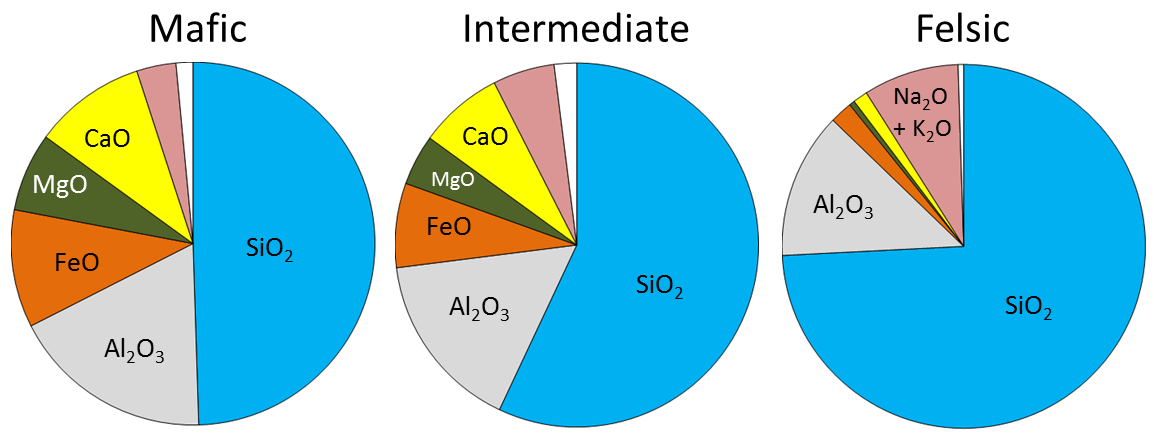 Mafic
CaO
MgO
FeO
SiO₂
Al₂O₃
Intermediate
CaO
MgO
FeO
SiO₂
Al₂O₃
Felsic
Na₂O
+ K₂O
Al₂O₃
SiO₂